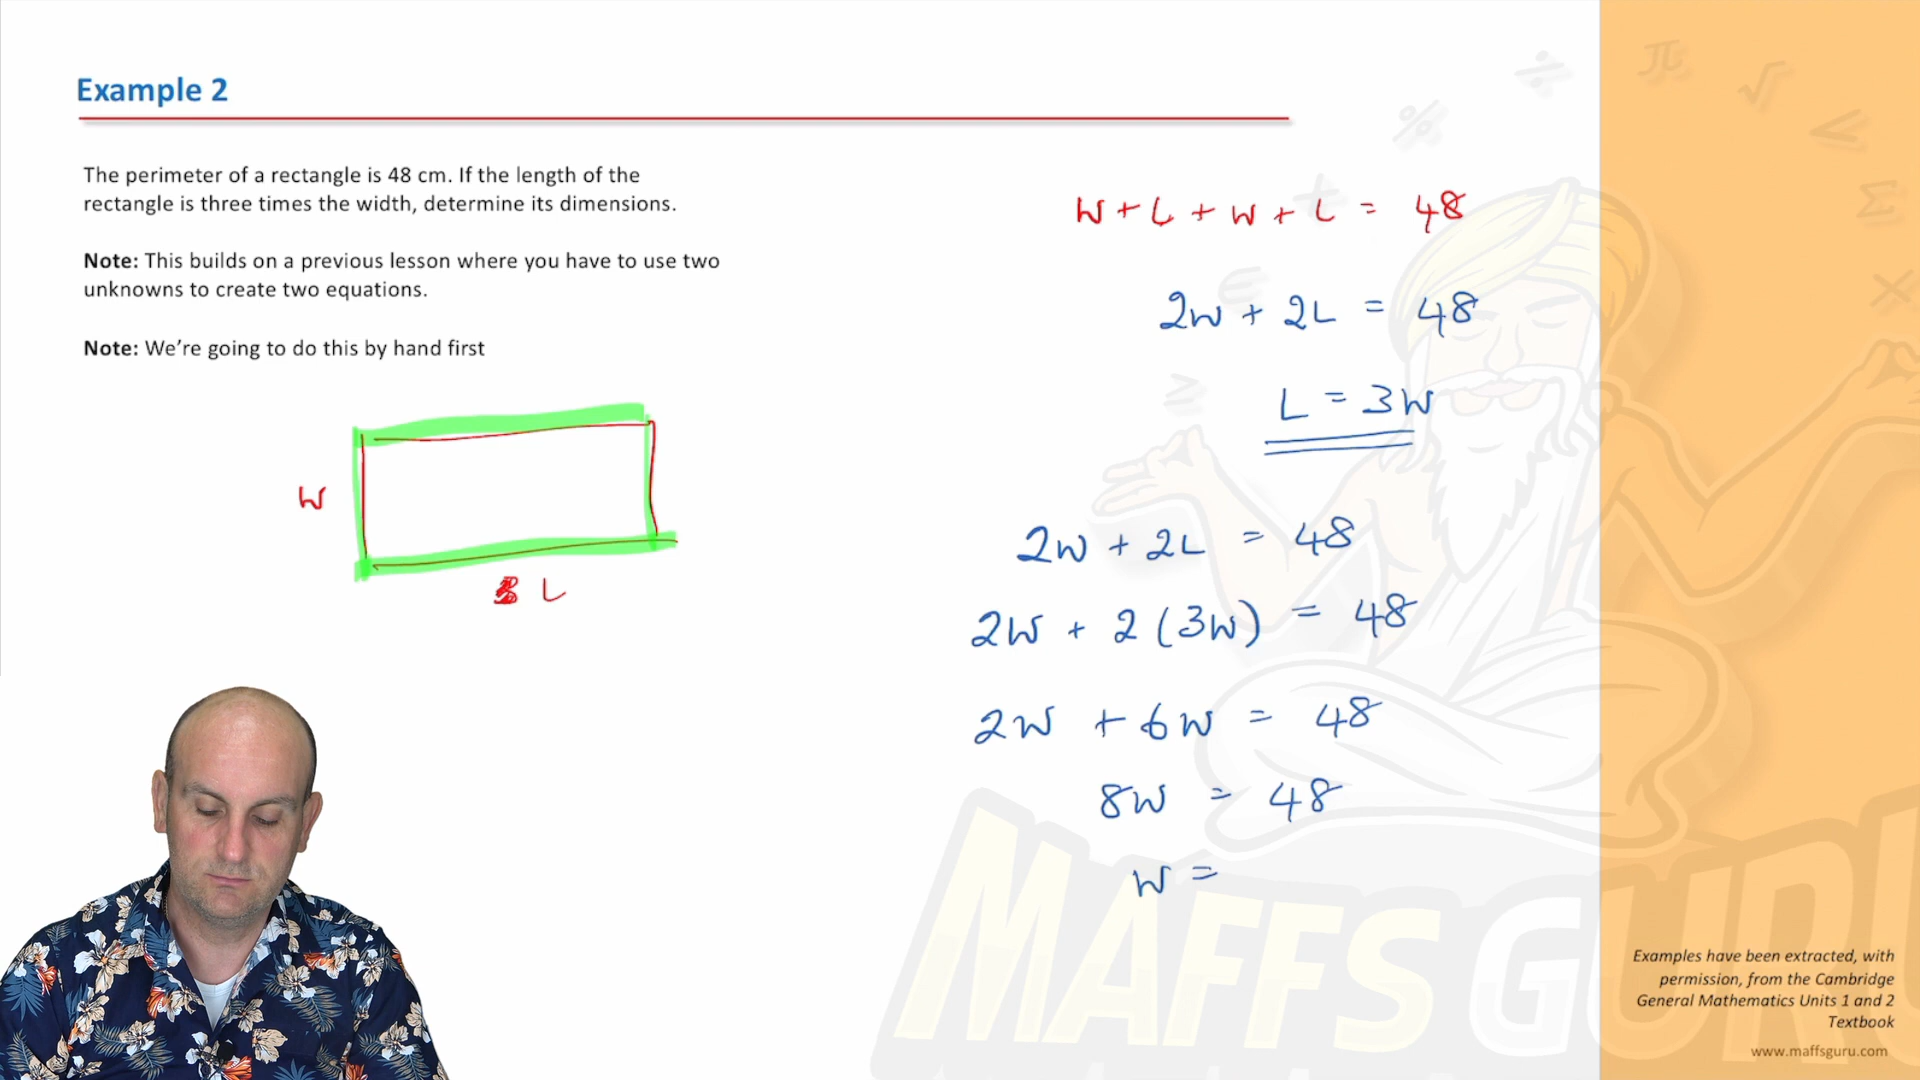 Example 2
The perimeter of a rectangle is 48 cm. If the length of the
rectangle is three times the width, determine its dimensions.
Note: This builds on a previous lesson where you have to use two
unknowns to create two equations.
Note: We're going to do this by hand first
W
L
W + L + W + L = 48
2W + 2L = 48
L = 3W
2W + 2L = 48
2W + 2(3W) = 48
2W + 6W = 48
8W = 48
W =
MAFFS GURU
Examples have been extracted, with
permission, from the Cambridge
General Mathematics Units 1 and 2
Textbook
www.maffsguru.com